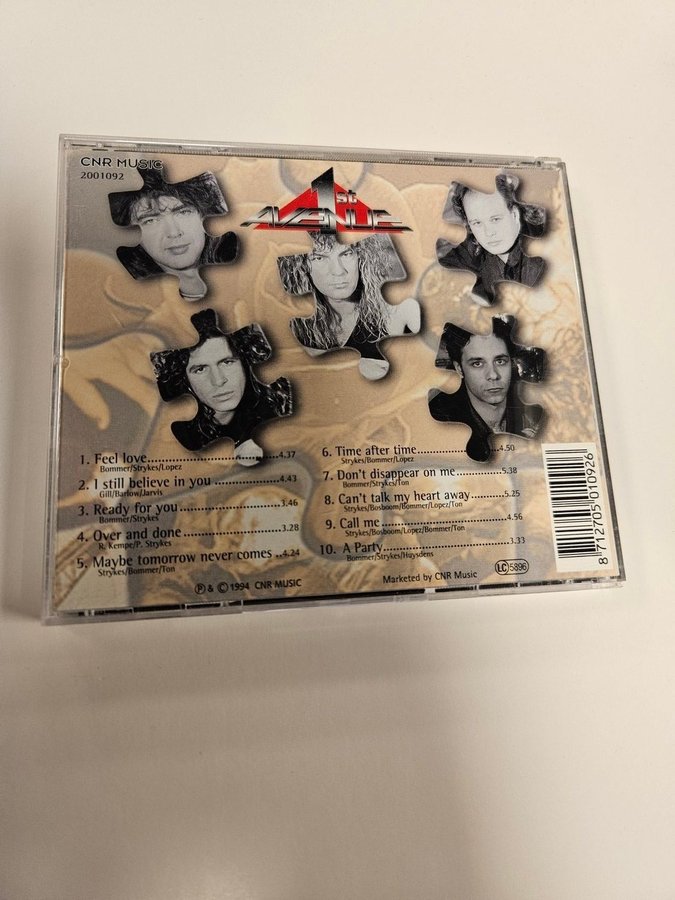 CNR MUSIC
2001092
1st
AVENUE
1. Feel love..............................4.37
Bommer/Strykes/Lopez
2. I still believe in you ...............4.43
Gill/Barlow/Jarvis
3. Ready for you......................3.46
Bommer/Strykes
4. Over and done.....................3.28
R. Kempe/P. Strykes
5. Maybe tomorrow never comes ..4.24
Strykes/Bommer/Ton
6. Time after time....................4.50
Strykes/Bommer/Lopez
7. Don't disappear on me...........5.38
Bommer/Strykes/Ton
8. Can't talk my heart away........5.25
Strykes/Bosboom/Bommer/Lopez/Ton
9. Call me...............................4.56
Strykes/Bosboom/Lopez/Bommer/Ton
10. A Party..............................3.33
Bommer/Strykes/Huysdens
Ⓟ & © 1994 CNR MUSIC
Marketed by CNR Music
LC 5896
8 712705 010926